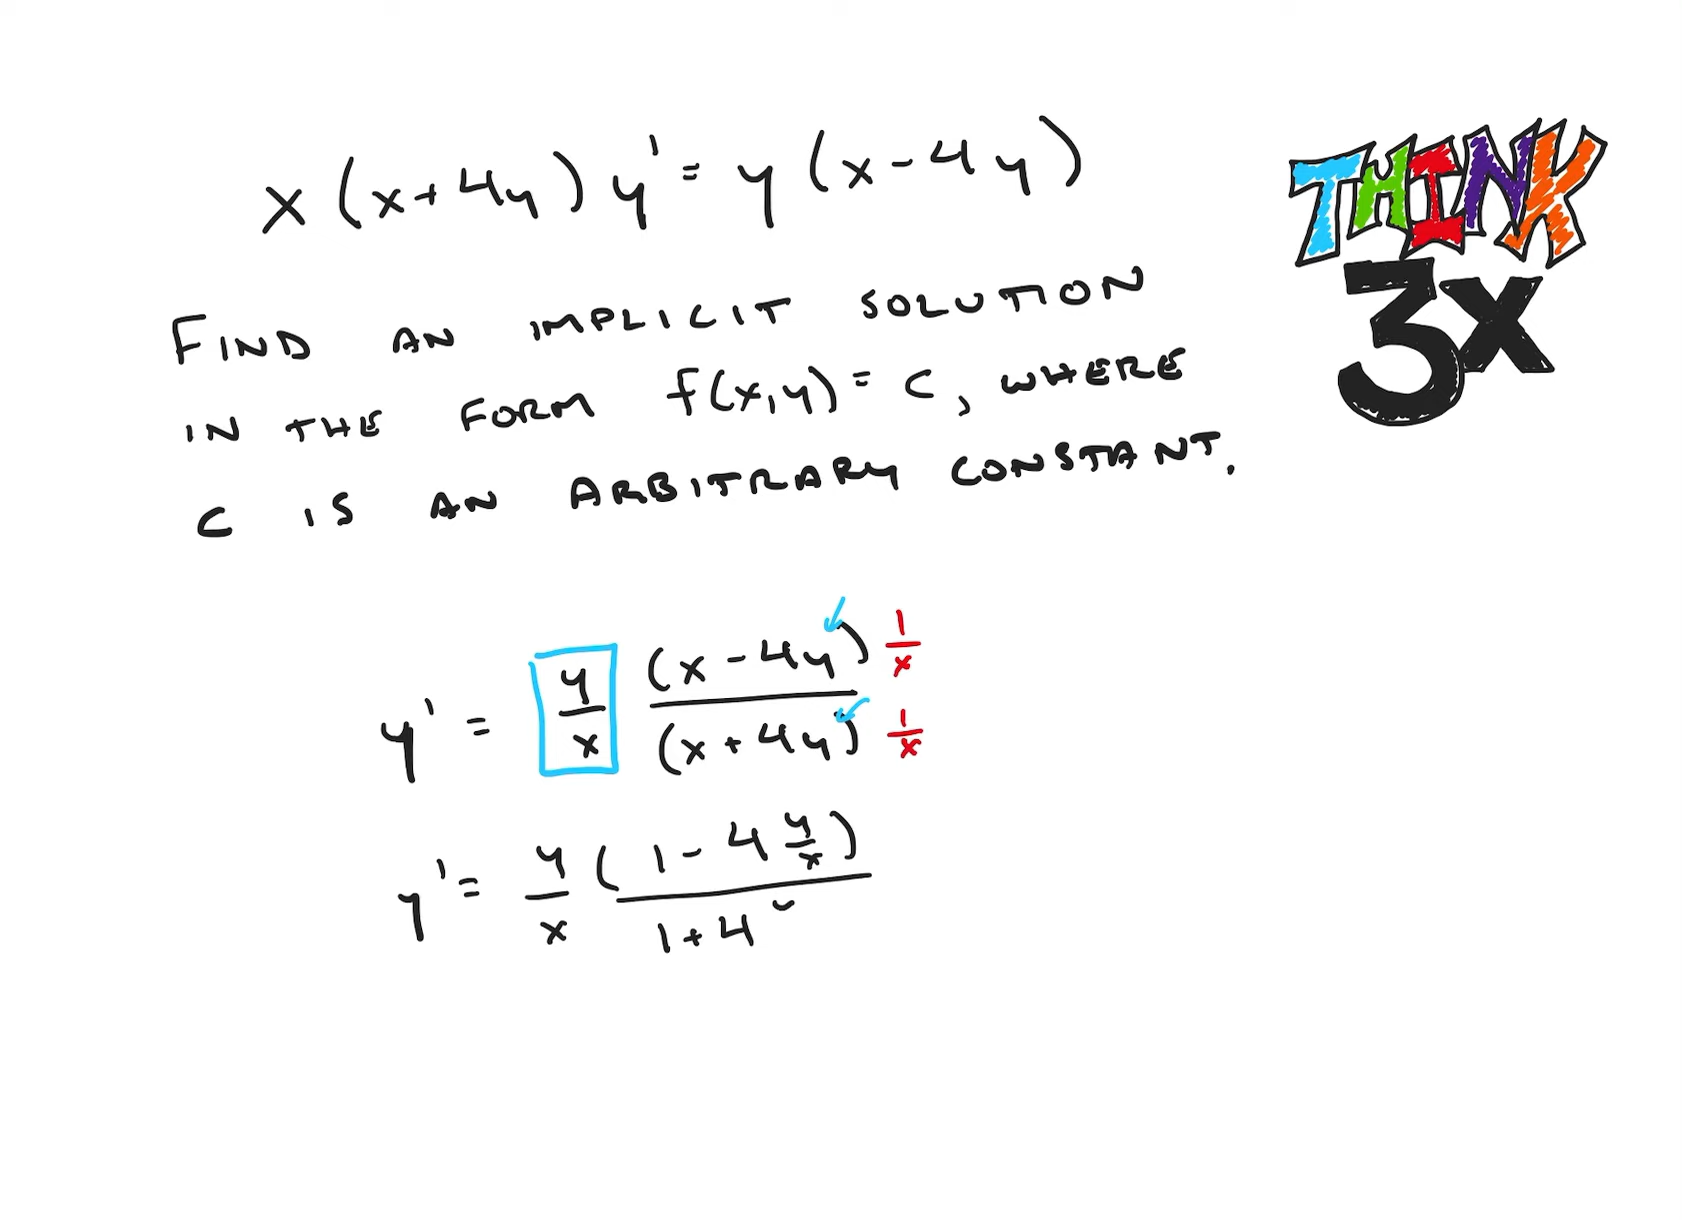 x(x+4y)y' = y(x-4y)
THINK
3x
FIND AN IMPLICIT SOLUTION
IN THE FORM f(x,y) = C, WHERE
C IS AN ARBITRARY CONSTANT.
y' = y/x (x-4y) 1/x / (x+4y) 1/x
y' = y/x (1-4 y/x) / 1+4